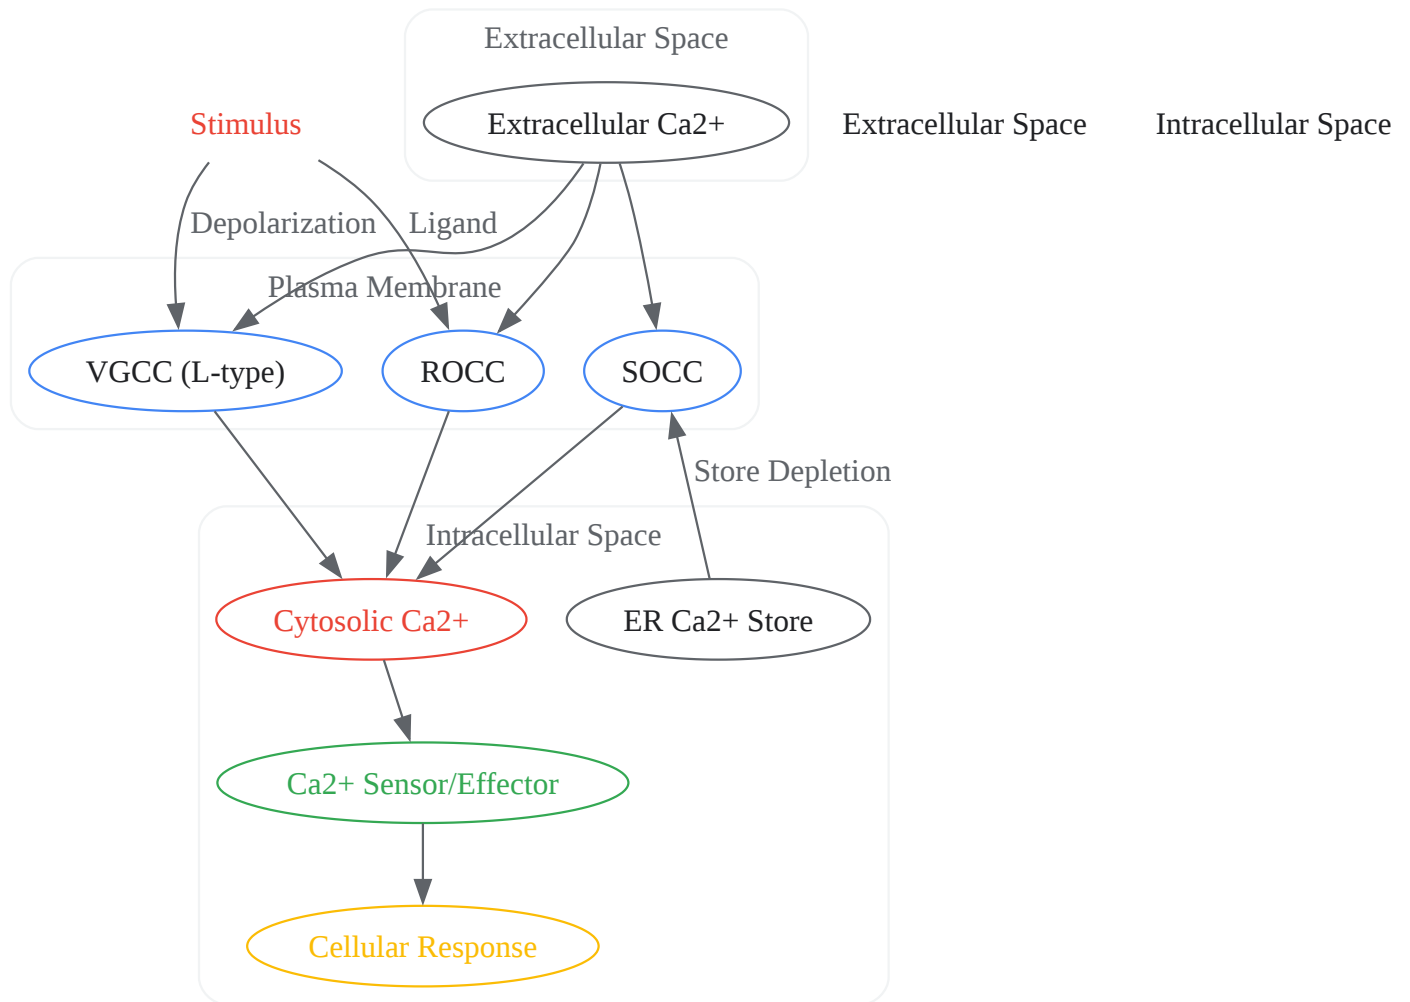 Extracellular Space
Stimulus
Extracellular Ca2+
Extracellular Space
Intracellular Space
Depolarization
Ligand
Plasma Membrane
VGCC (L-type)
ROCC
SOCC
Store Depletion
Intracellular Space
Cytosolic Ca2+
ER Ca2+ Store
Ca2+ Sensor/Effector
Cellular Response